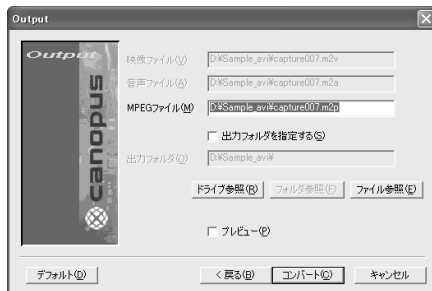 Output
Output
canopus
映像ファイル(V) D:¥Sample_avi¥capture007.m2v
音声ファイル(A) D:¥Sample_avi¥capture007.m2a
MPEGファイル(M) D:¥Sample_avi¥capture007.m2p
出力フォルダを指定する(S)
出力フォルダ(O) D:¥Sample_avi¥
ドライブ参照(R) フォルダ参照(F) ファイル参照(E)
プレビュー(P)
デフォルト(D) < 戻る(B) コンバート(C) キャンセル